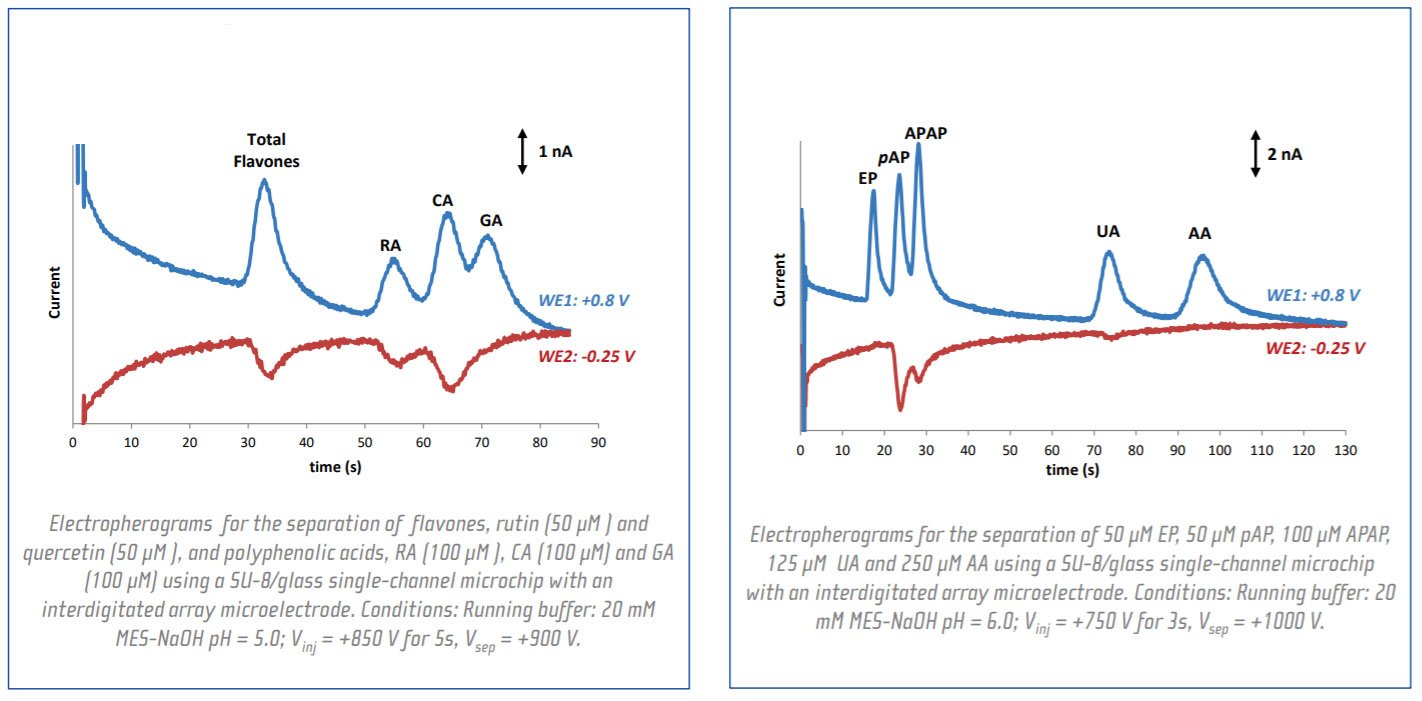 Total
Flavones
1 nA
CA
GA
RA
Current
WE1: +0.8 V
WE2: -0.25 V
0 10 20 30 40 50 60 70 80 90
time (s)
Electropherograms for the separation of flavones, rutin (50 µM ) and
quercetin (50 µM ), and polyphenolic acids, RA (100 µM ), CA (100 µM) and GA
(100 µM) using a SU-8/glass single-channel microchip with an
interdigitated array microelectrode. Conditions: Running buffer: 20 mM
MES-NaOH pH = 5.0; Vinj = +850 V for 5s, Vsep = +900 V.
APAP
pAP
EP
2 nA
UA
AA
Current
WE1: +0.8 V
WE2: -0.25 V
0 10 20 30 40 50 60 70 80 90 100 110 120 130
time (s)
Electropherograms for the separation of 50 µM EP, 50 µM pAP, 100 µM APAP,
125 µM UA and 250 µM AA using a SU-8/glass single-channel microchip
with an interdigitated array microelectrode. Conditions: Running buffer: 20
mM MES-NaOH pH = 6.0; Vinj = +750 V for 3s, Vsep = +1000 V.